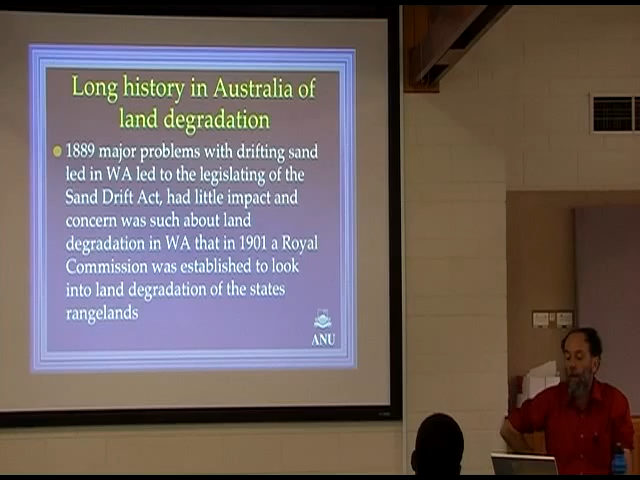 Long history in Australia of
land degradation
1889 major problems with drifting sand
led in WA led to the legislating of the
Sand Drift Act, had little impact and
concern was such about land
degradation in WA that in 1901 a Royal
Commission was established to look
into land degradation of the states
rangelands
ANU